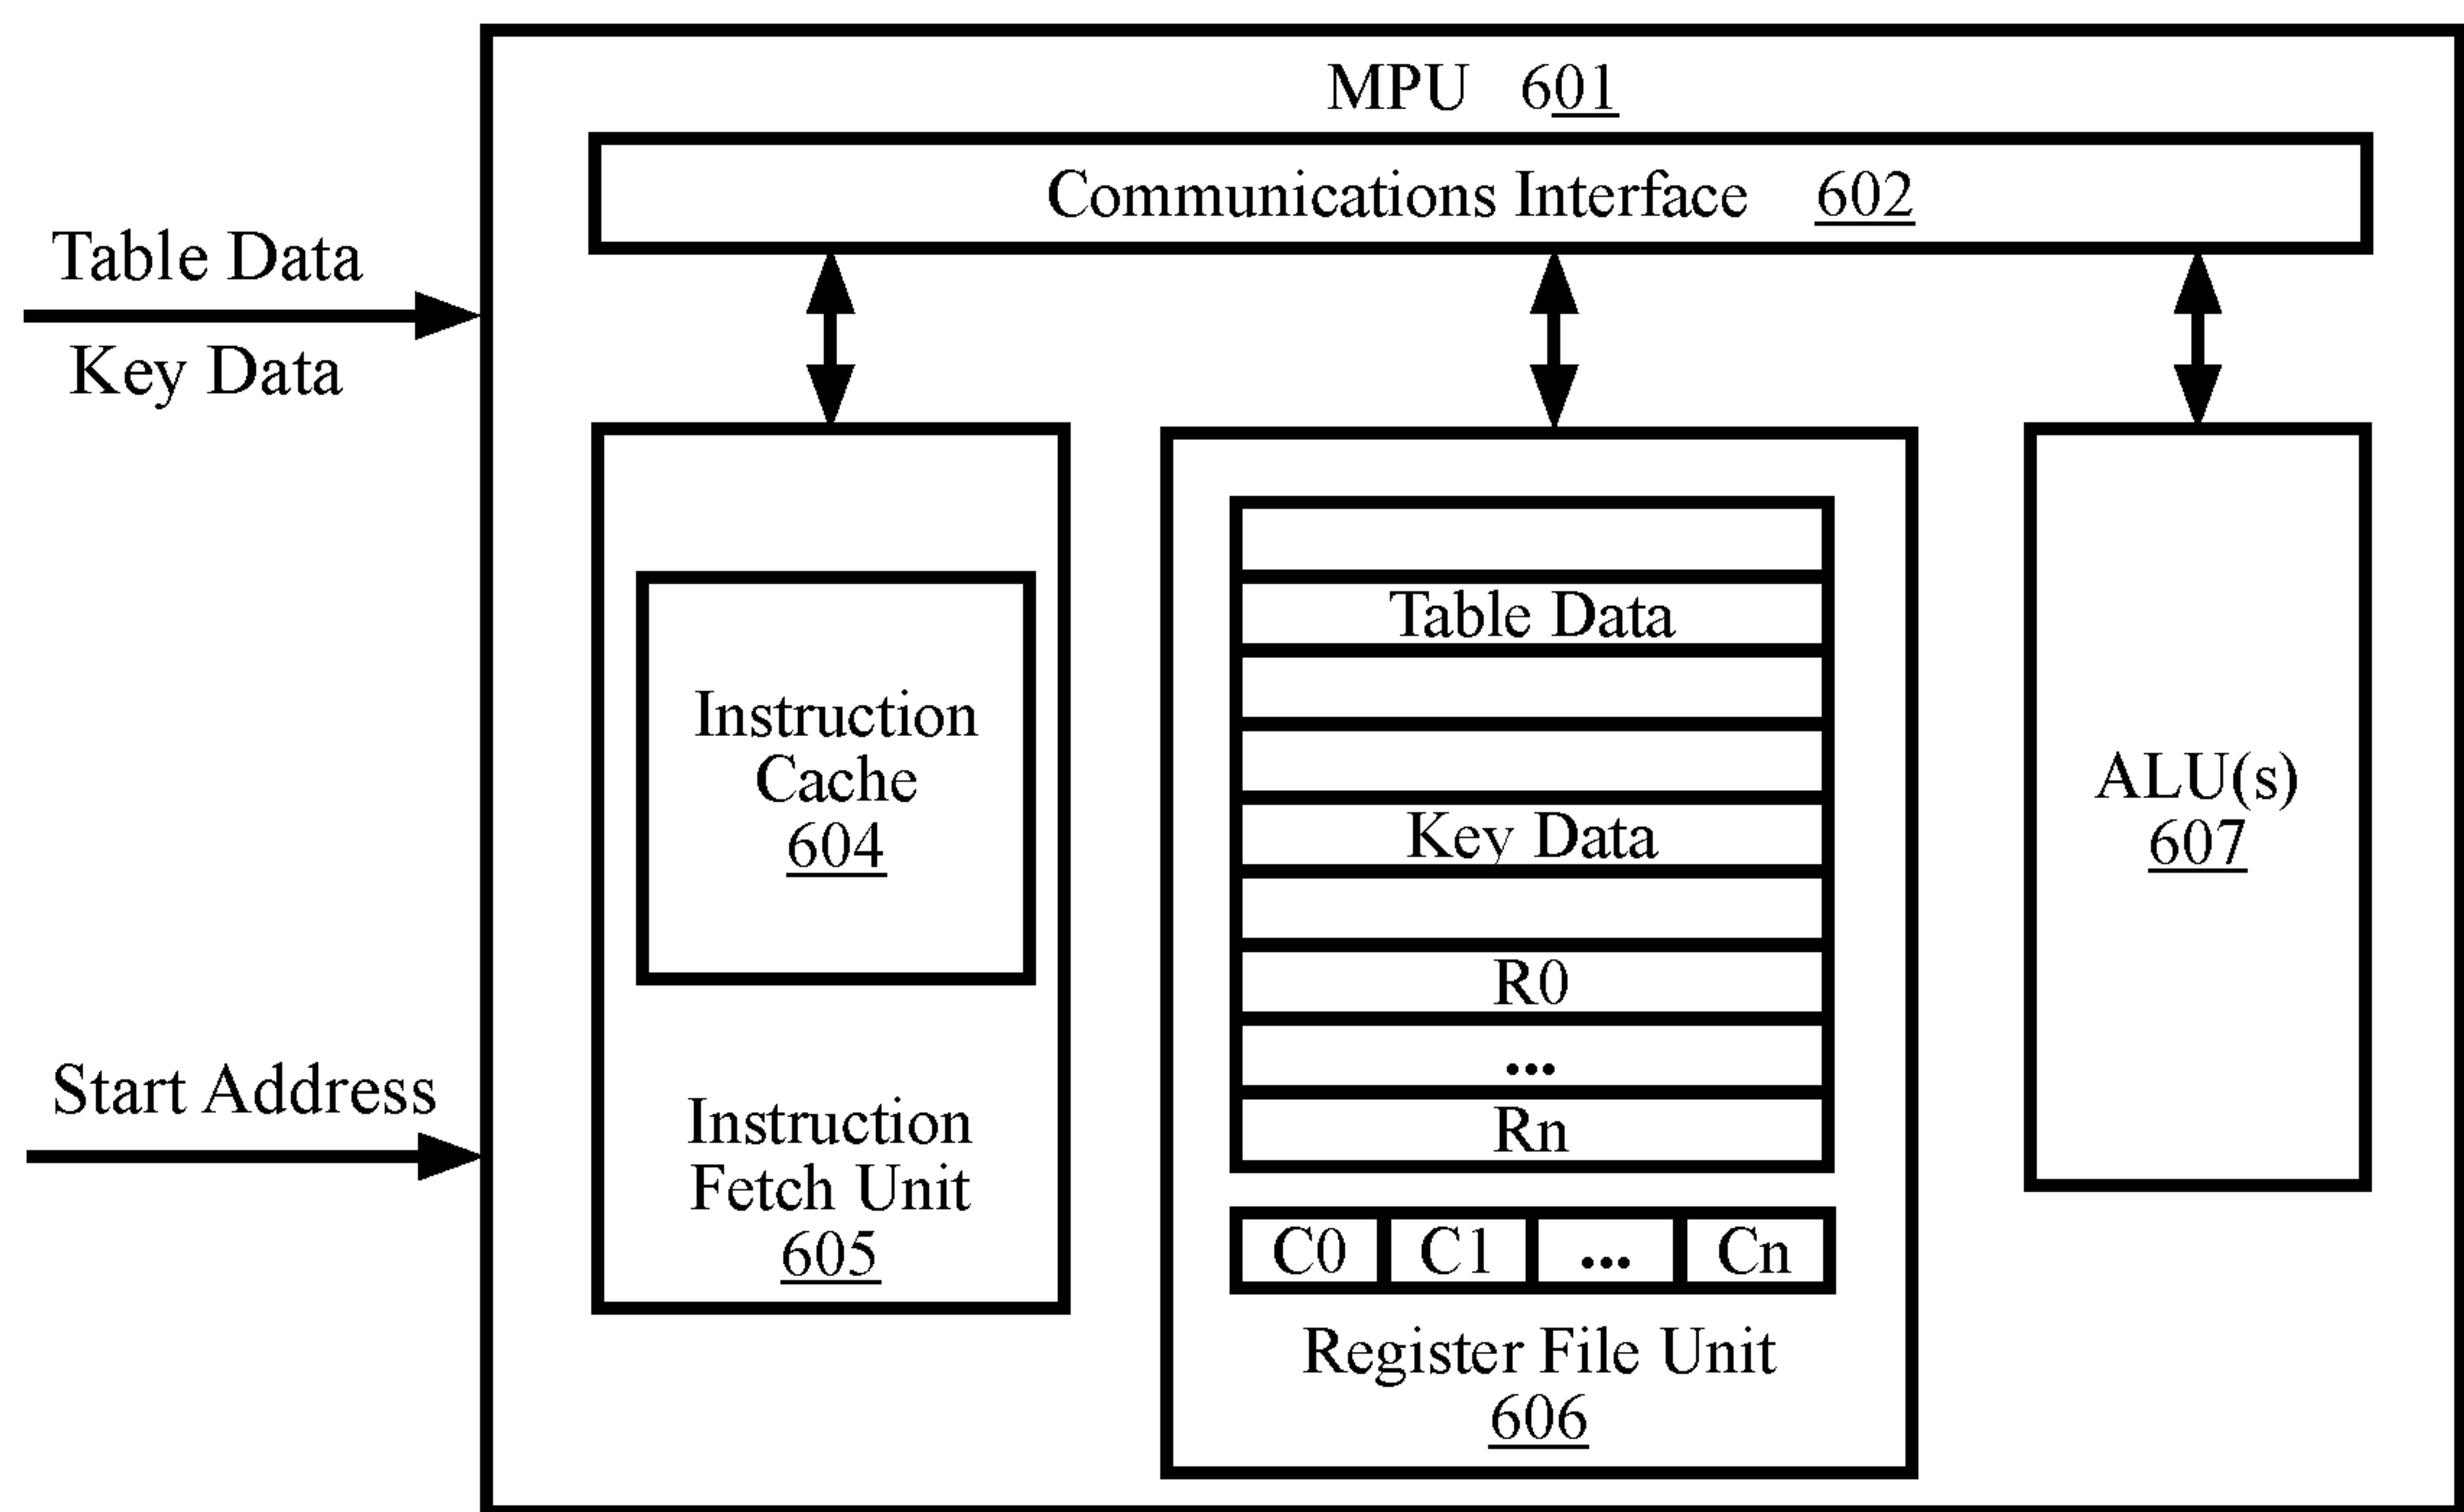 MPU 601
Communications Interface 602
Table Data
Key Data
Start Address
Instruction
Cache
604
Instruction
Fetch Unit
605
Table Data
Key Data
R0
...
Rn
C0 C1 ... Cn
Register File Unit
606
ALU(s)
607